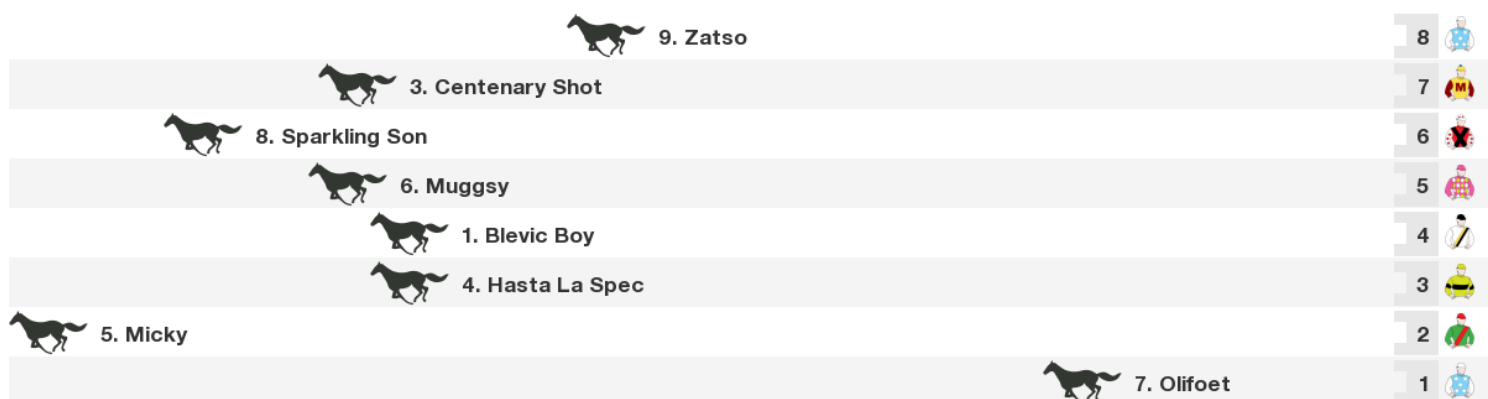 9. Zatso 8
3. Centenary Shot 7 M
8. Sparkling Son 6
6. Muggsy 5
1. Blevic Boy 4
4. Hasta La Spec 3
5. Micky 2
7. Olifoet 1